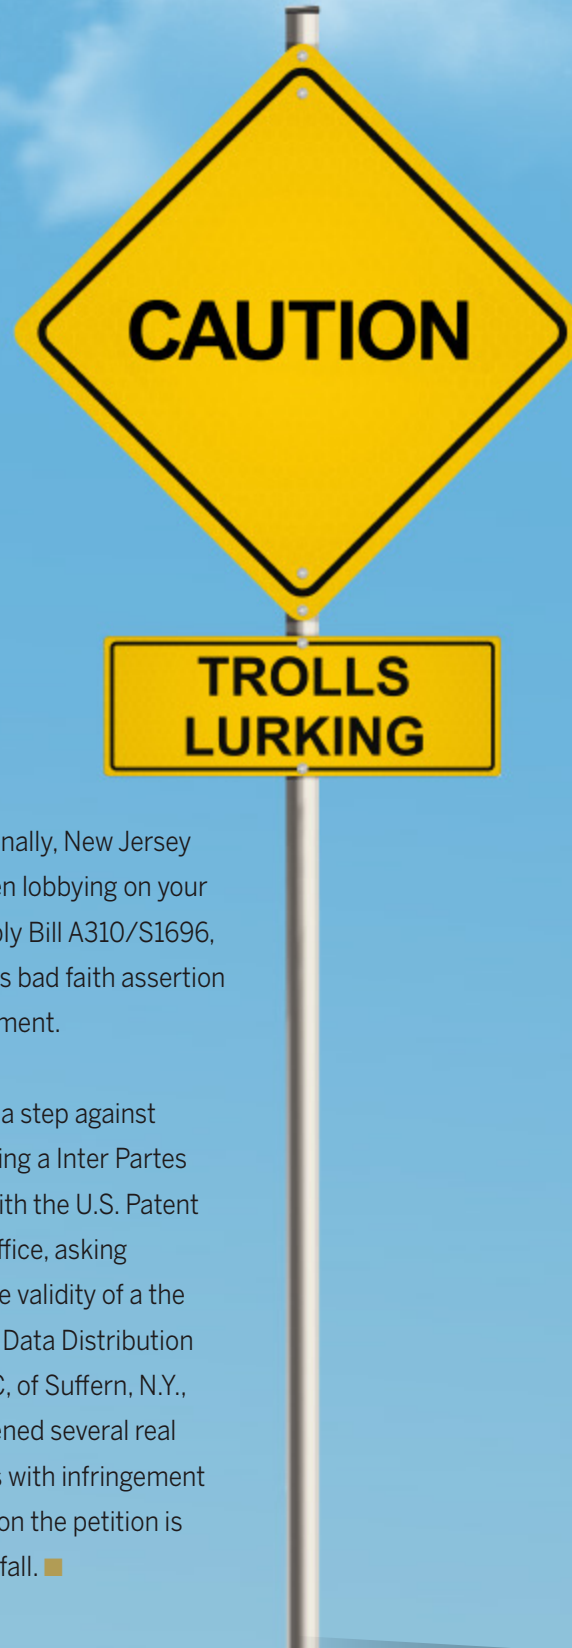 CAUTION
TROLLS
LURKING
nally, New Jersey
en lobbying on your
bly Bill A310/S1696,
s bad faith assertion
ment.
a step against
ing a Inter Partes
ith the U.S. Patent
ffice, asking
e validity of a the
Data Distribution
C, of Suffern, N.Y.,
ened several real
s with infringement
on the petition is
fall.